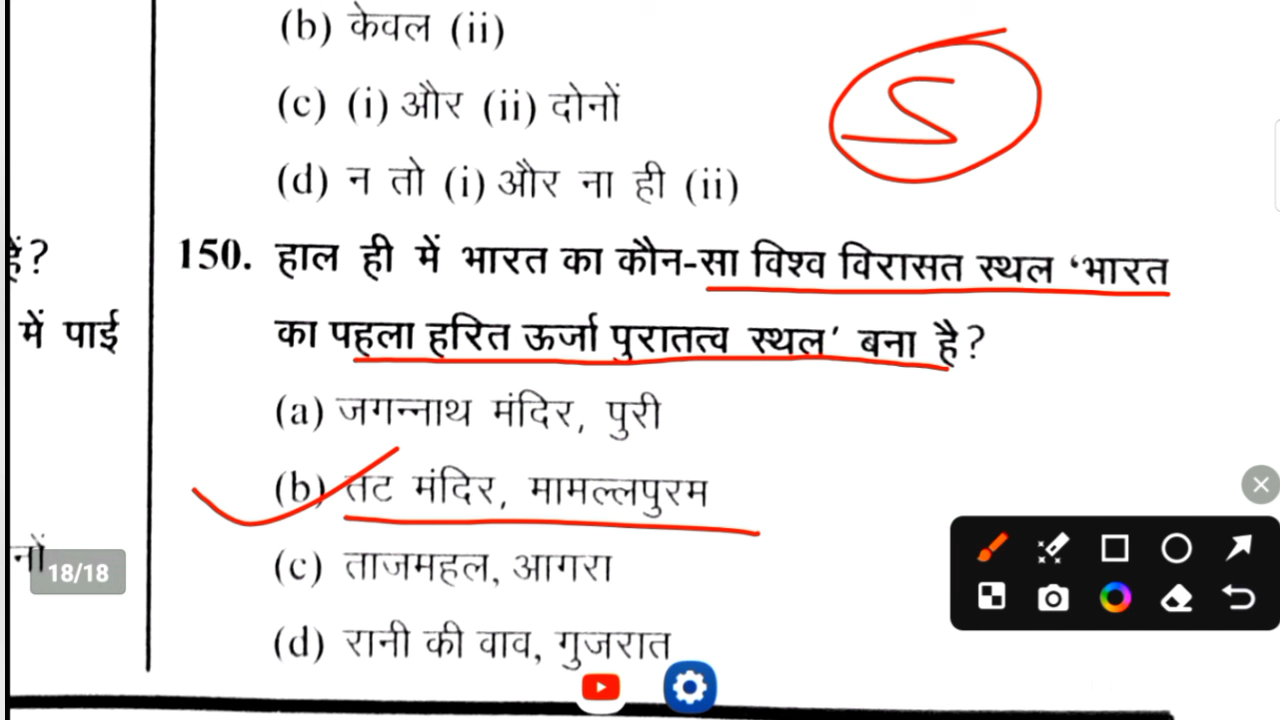 (b) केवल (ii)
(c) (i) और (ii) दोनों
(d) न तो (i) और ना ही (ii)
हैं?
150. हाल ही में भारत का कौन-सा विश्व विरासत स्थल ‘भारत
में पाई
का पहला हरित ऊर्जा पुरातत्व स्थल’ बना है?
(a) जगन्नाथ मंदिर, पुरी
(b) तट मंदिर, मामल्लपुरम
(c) ताजमहल, आगरा
नों
18/18
(d) रानी की वाव, गुजरात